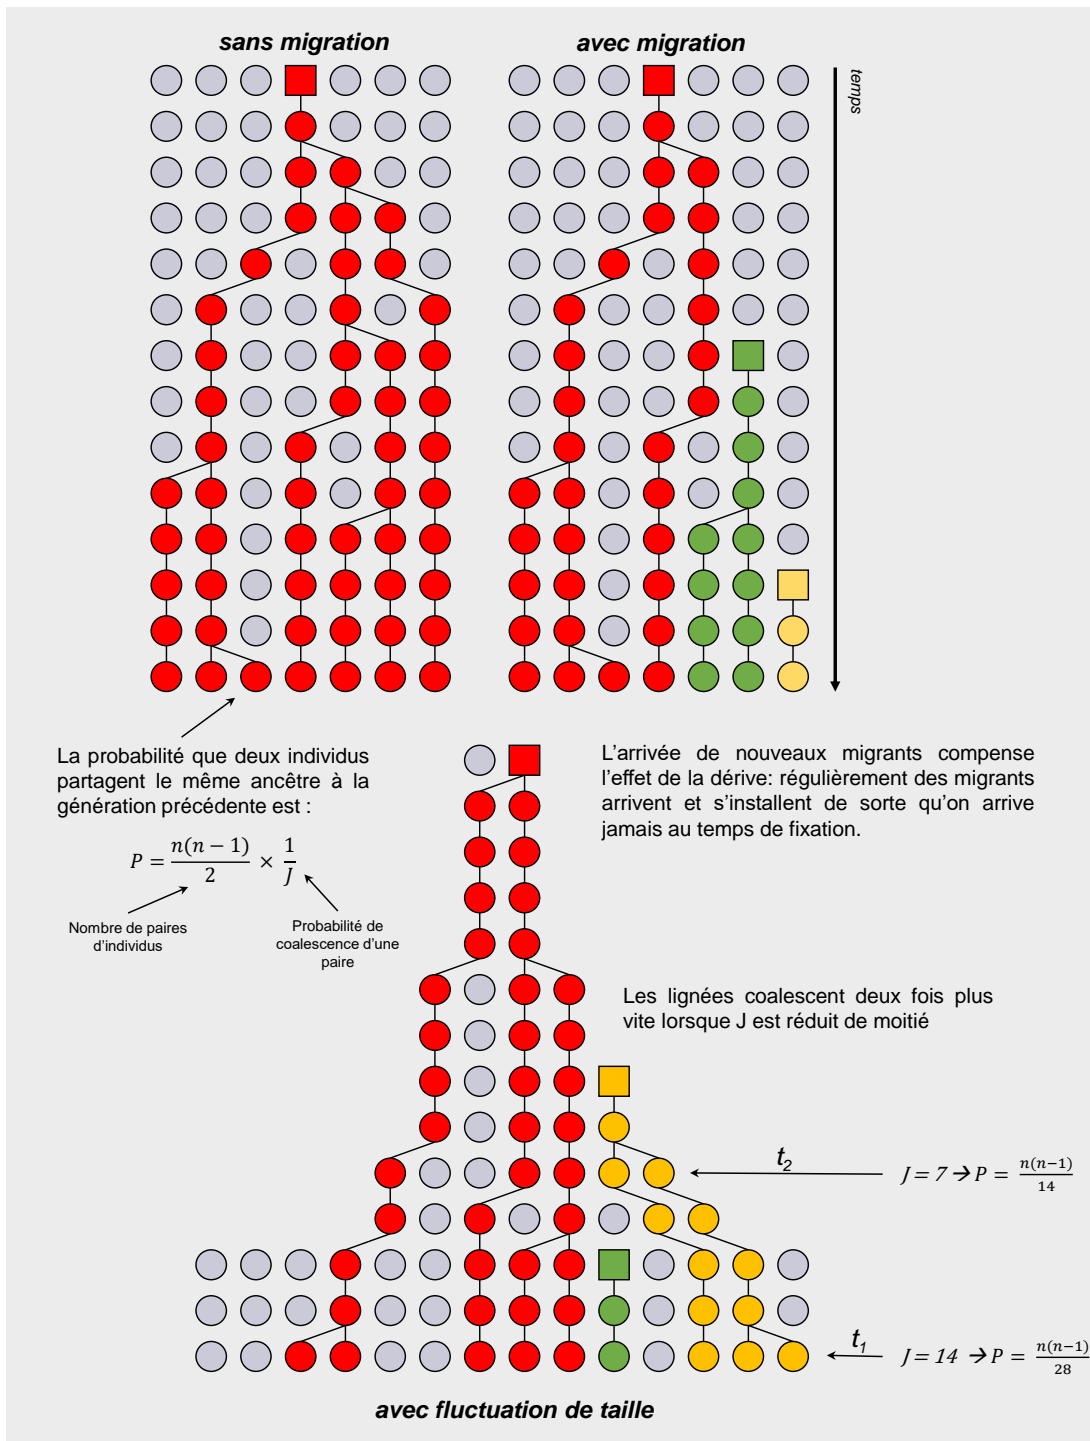 sans migration
avec migration
temps
La probabilité que deux individus
partagent le même ancêtre à la
génération précédente est :
P = n(n − 1)/2 × 1/J
Nombre de paires
d'individus
Probabilité de
coalescence d'une
paire
L'arrivée de nouveaux migrants compense
l'effet de la dérive: régulièrement des migrants
arrivent et s'installent de sorte qu'on arrive
jamais au temps de fixation.
Les lignées coalescent deux fois plus
vite lorsque J est réduit de moitié
t2
J = 7 → P = n(n−1)/14
t1
J = 14 → P = n(n−1)/28
avec fluctuation de taille